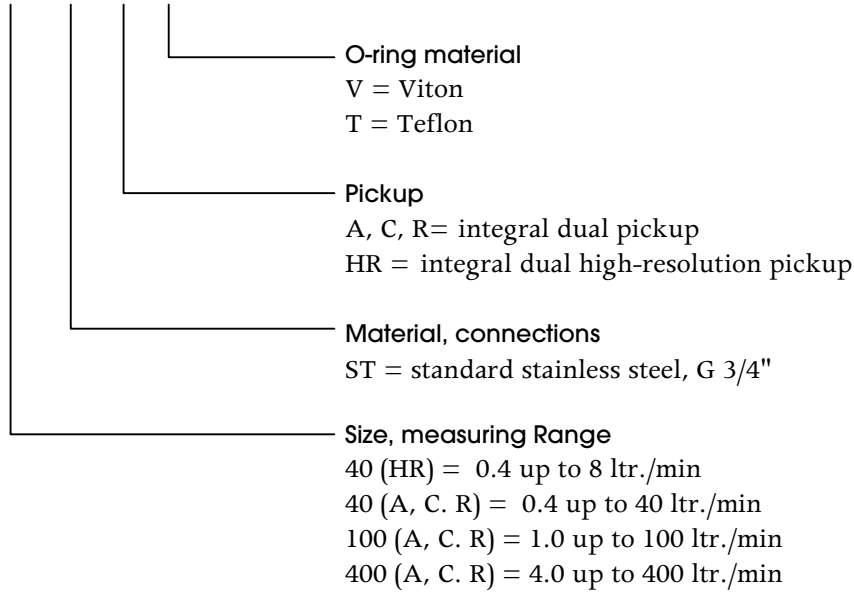 O-ring material
V = Viton
T = Teflon
Pickup
A, C, R= integral dual pickup
HR = integral dual high-resolution pickup
Material, connections
ST = standard stainless steel, G 3/4"
Size, measuring Range
40 (HR) = 0.4 up to 8 ltr./min
40 (A, C. R) = 0.4 up to 40 ltr./min
100 (A, C. R) = 1.0 up to 100 ltr./min
400 (A, C. R) = 4.0 up to 400 ltr./min